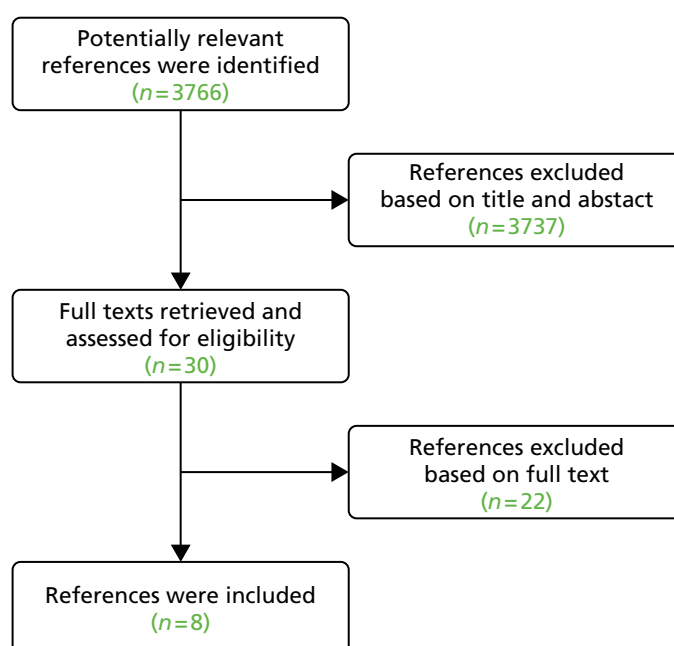 Potentially relevant
references were identified
(n=3766)
References excluded
based on title and abstact
(n=3737)
Full texts retrieved and
assessed for eligibility
(n=30)
References excluded
based on full text
(n=22)
References were included
(n=8)